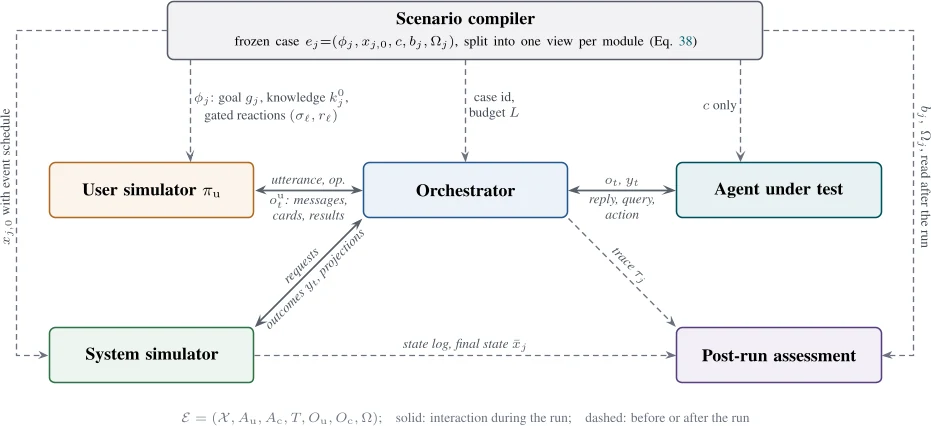 Scenario compiler
frozen case e_j=(ϕ_j, x_{j,0}, c, b_j, Ω_j), split into one view per module (Eq. 38)
ϕ_j: goal g_j, knowledge k_j^0,
gated reactions (σ_ℓ, r_ℓ)
case id,
budget L
c only
x_{j,0} with event schedule
b_j, Ω_j, read after the run
User simulator π_u
utterance, op.
o_t^u: messages,
cards, results
Orchestrator
o_t, y_t
reply, query,
action
Agent under test
requests
outcomes y_t, projections
trace τ_j
System simulator
state log, final state x̄_j
Post-run assessment
ℰ = (𝒳, A_u, A_c, T, O_u, O_c, Ω); solid: interaction during the run; dashed: before or after the run